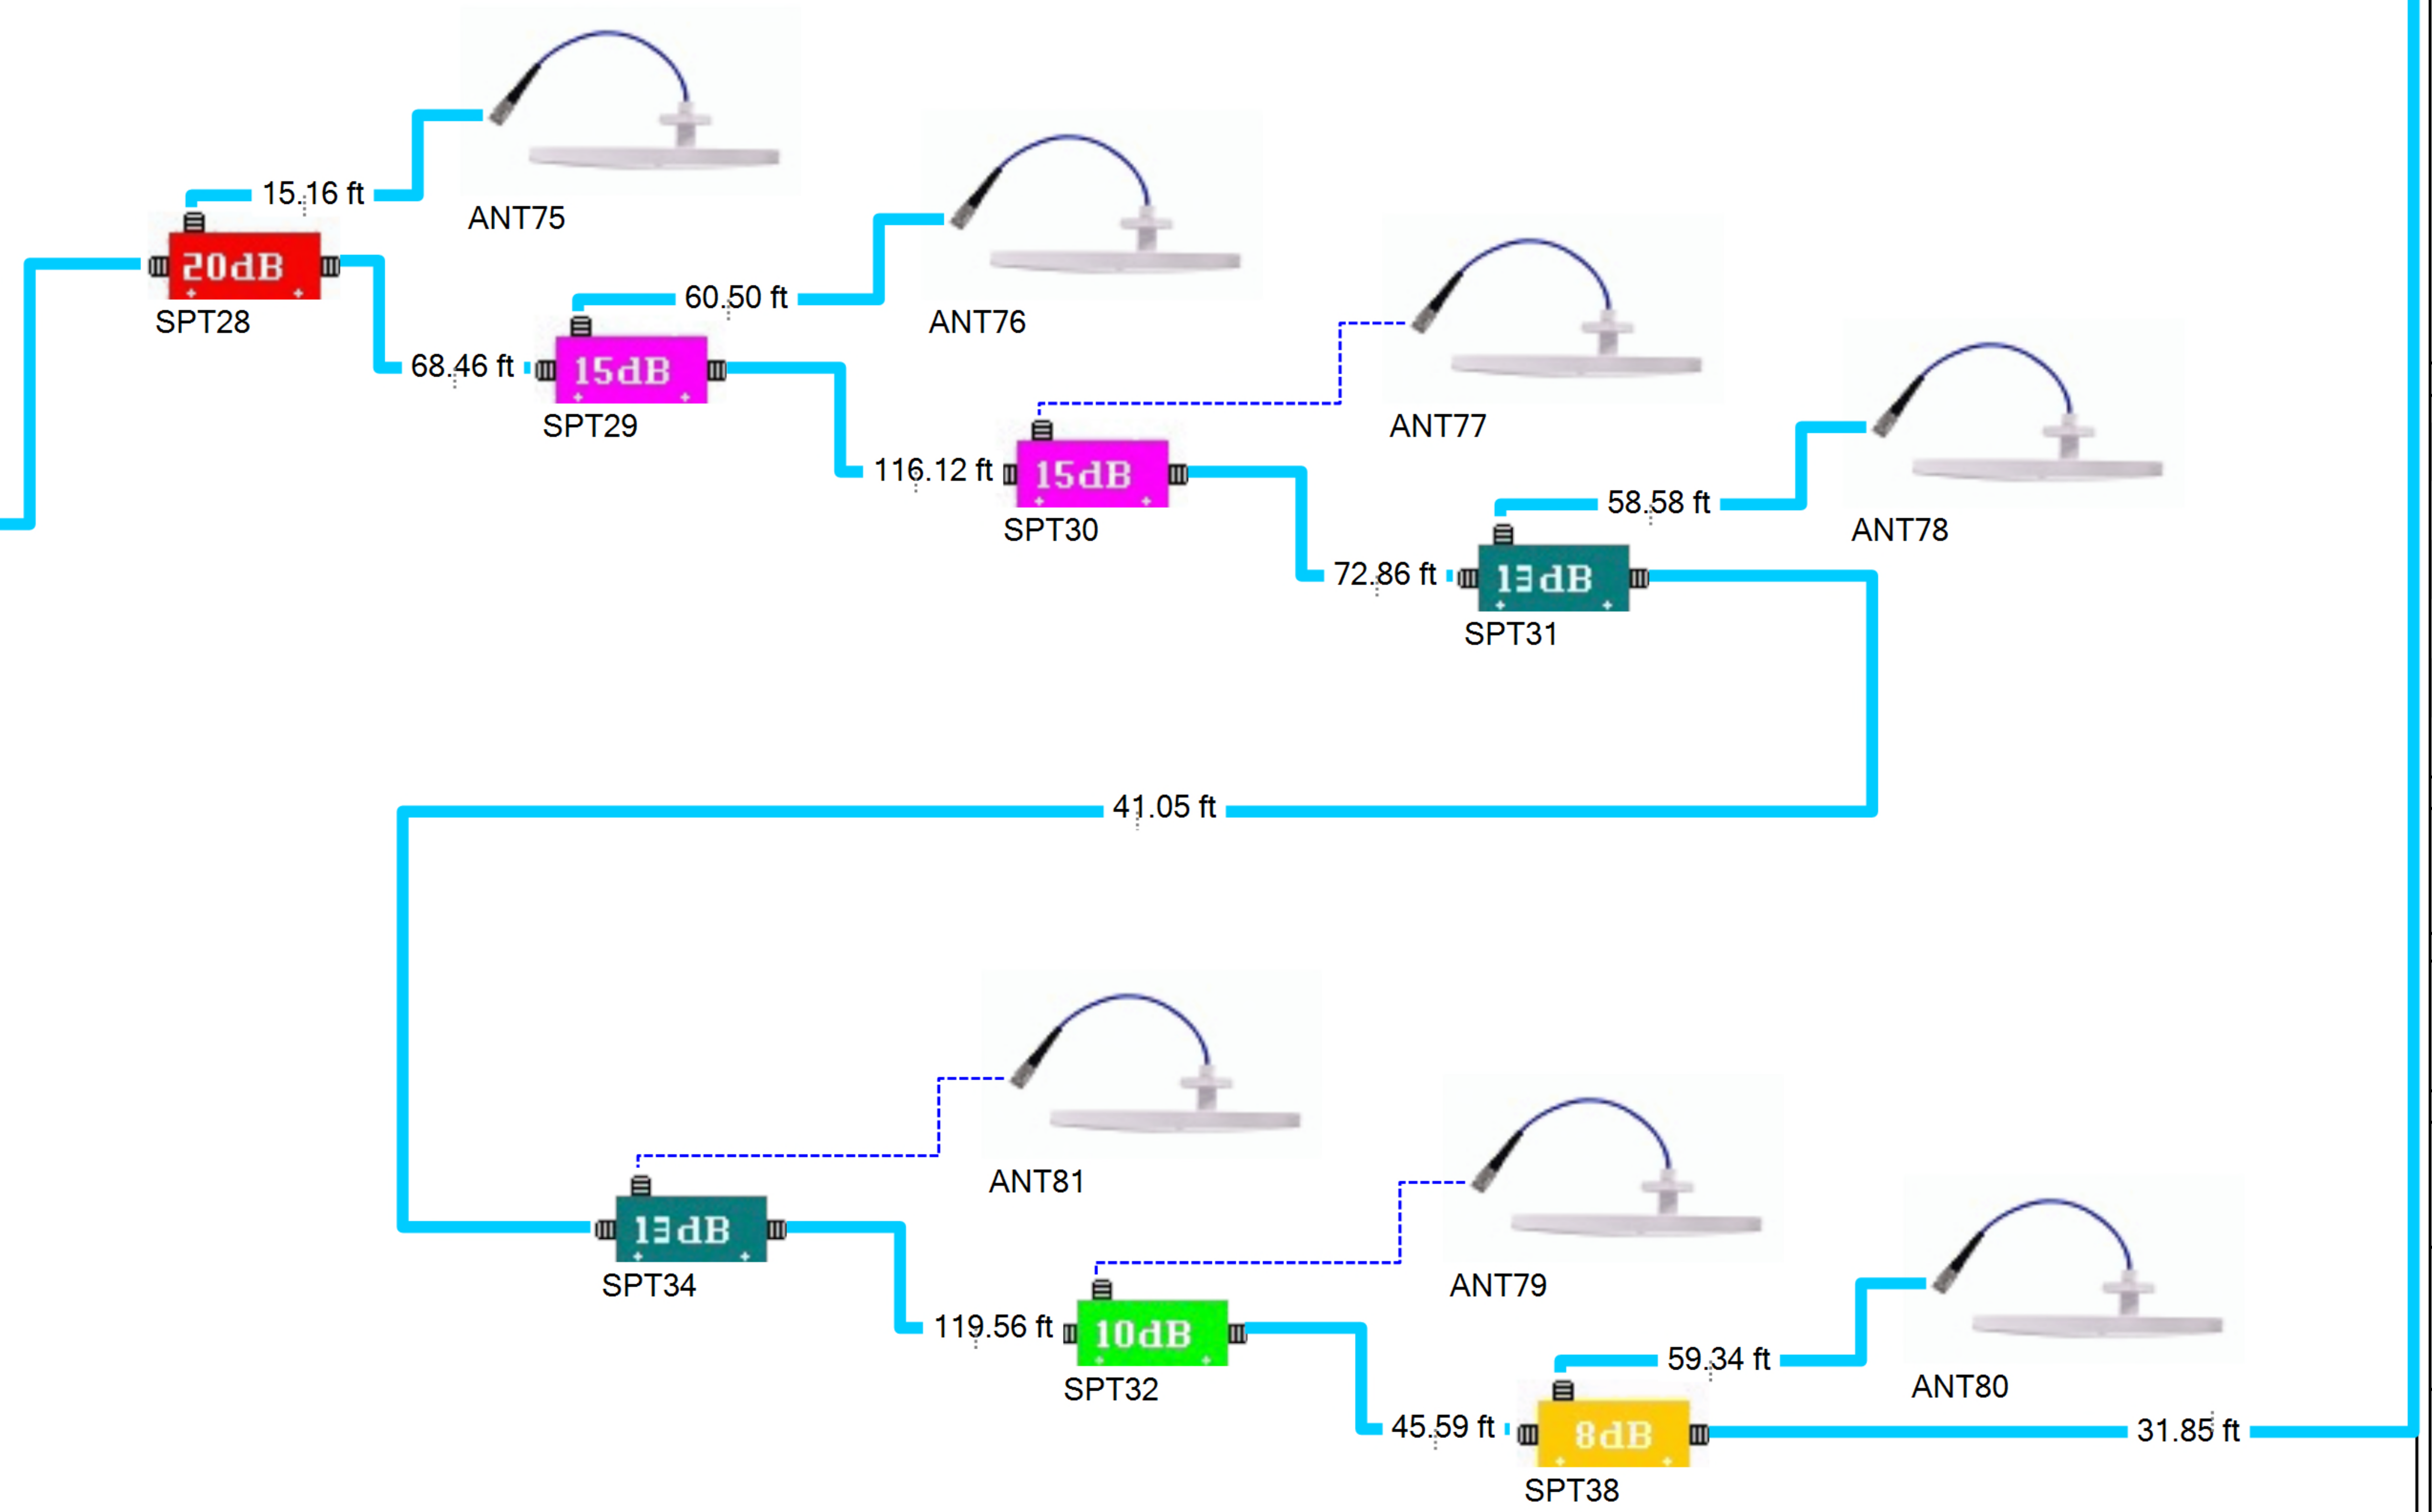 15.16 ft
ANT75
20dB
SPT28
60.50 ft
ANT76
68.46 ft
15dB
SPT29
ANT77
116.12 ft
15dB
SPT30
58.58 ft
ANT78
72.86 ft
13dB
SPT31
41.05 ft
ANT81
13dB
SPT34
ANT79
119.56 ft
10dB
SPT32
59.34 ft
ANT80
45.59 ft
8dB
31.85 ft
SPT38